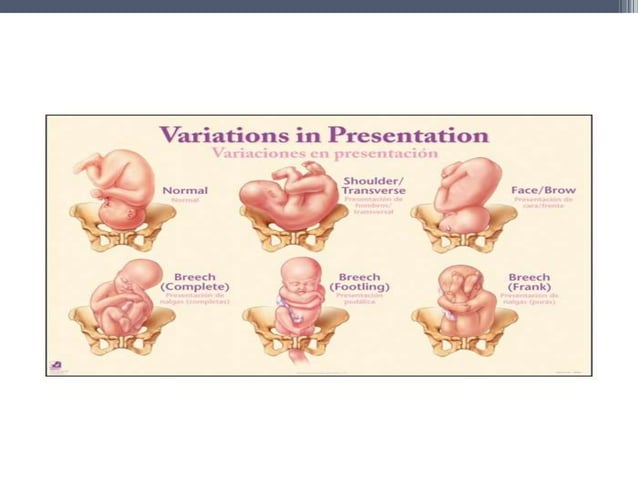 Variations in Presentation
Variaciones en presentación
Normal
Normal
Shoulder/
Transverse
Presentación de
hombros/
transversal
Face/Brow
Presentación de
cara/frente
Breech
(Complete)
Presentación de
nalgas (completas)
Breech
(Footling)
Presentación
podálica
Breech
(Frank)
Presentación de
nalgas (puras)